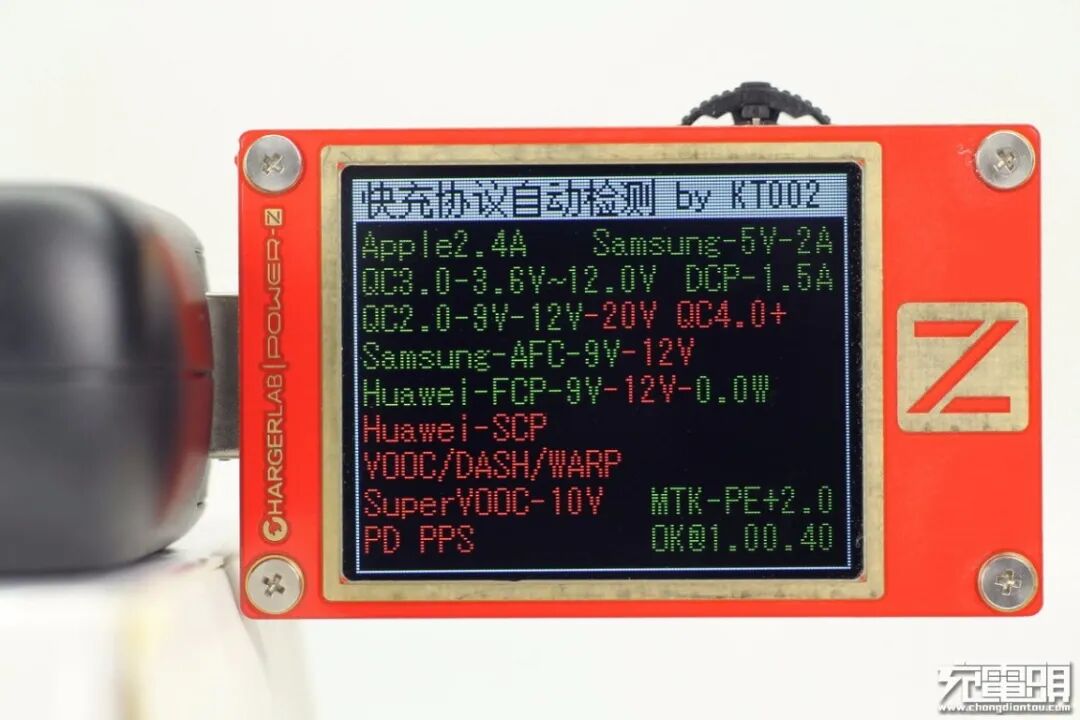 快充协议自动检测 by KT002
Apple2.4A Samsung-5V-2A
QC3.0-3.6V~12.0V DCP-1.5A
QC2.0-9V-12V-20V QC4.0+
Samsung-AFC-9V-12V
Huawei-FCP-9V-12V-0.0W
Huawei-SCP
VOOC/DASH/WARP
SuperVOOC-10V MTK-PE+2.0
PD PPS OK@1.00.40
CHARGERLAB|POWER-Z
Z
充電頭
www.chongdiantou.com